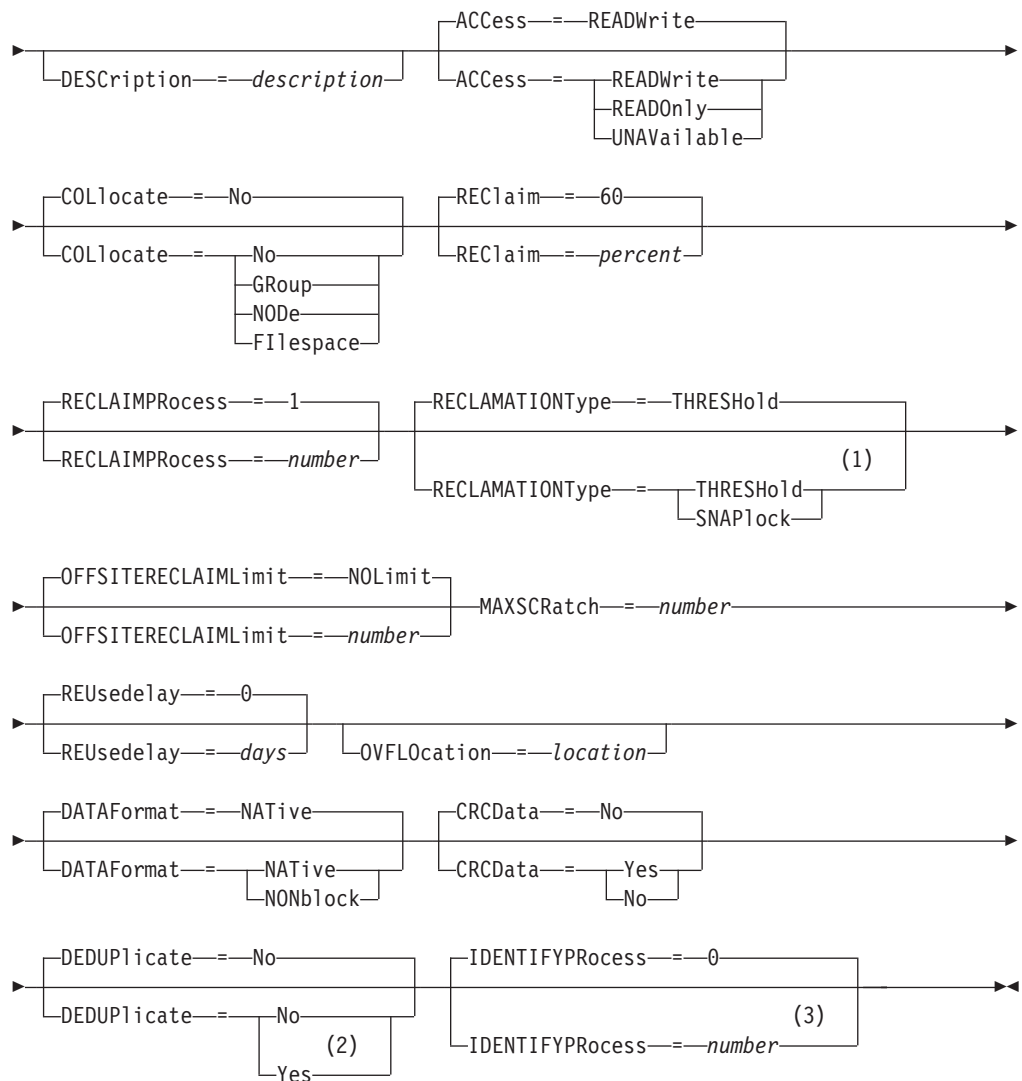 ACCess = READWrite
DESCription = description
ACCess = READWrite
READOnly
UNAVailable
COLlocate = No
REClaim = 60
COLlocate = No
REClaim = percent
GRoup
NODe
FIlespace
RECLAIMPRocess = 1
RECLAMATIONType = THRESHold
RECLAIMPRocess = number
(1)
RECLAMATIONType = THRESHold
SNAPlock
OFFSITERECLAIMLimit = NOLimit
MAXSCRatch = number
OFFSITERECLAIMLimit = number
REUsedelay = 0
REUsedelay = days
OVFLOcation = location
DATAFormat = NATive
CRCData = No
DATAFormat = NATive
CRCData = Yes
NONblock
No
DEDUPlicate = No
IDENTIFYPRocess = 0
DEDUPlicate = No
(2)
(3)
IDENTIFYPRocess = number
Yes